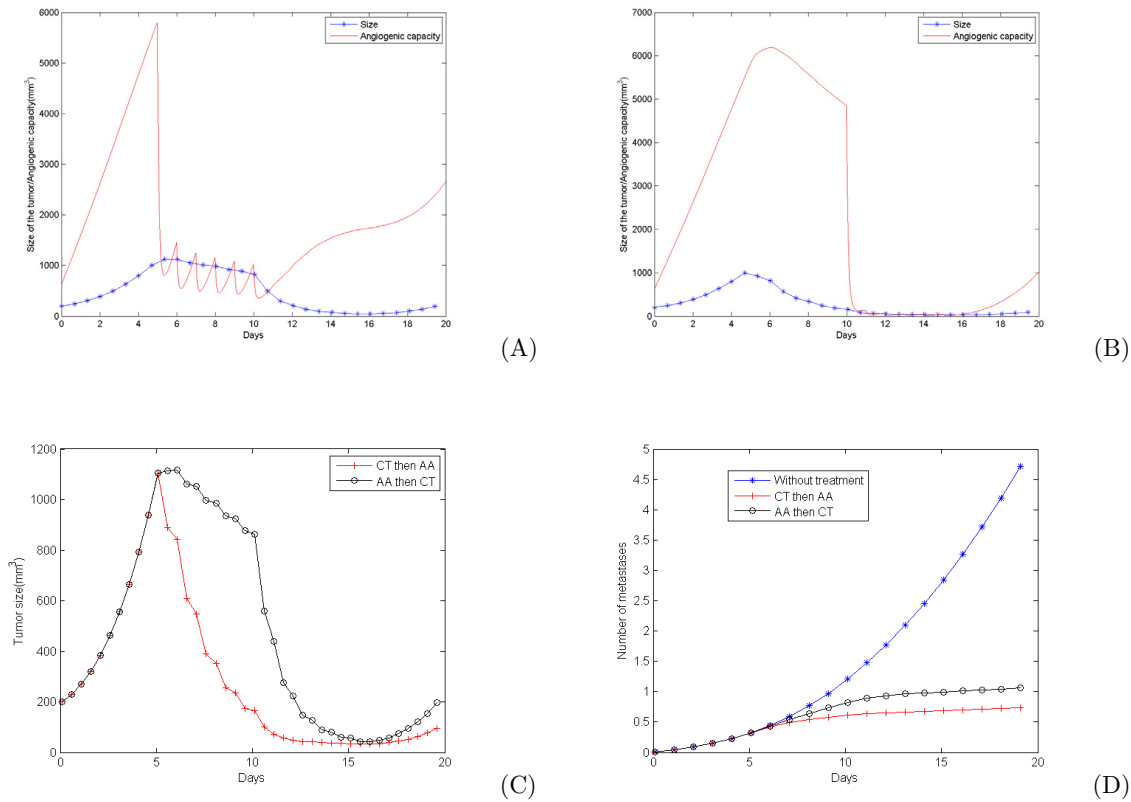 Size of the tumor/Angiogenic capacity(mm³)
6000
5000
4000
3000
2000
1000
0
0 2 4 6 8 10 12 14 16 18 20
Days
Size
Angiogenic capacity
(A)
Size of the tumor/Angiogenic capacity(mm³)
7000
6000
5000
4000
3000
2000
1000
0
0 2 4 6 8 10 12 14 16 18 20
Days
Size
Angiogenic capacity
(B)
Tumor size(mm³)
1200
1000
800
600
400
200
0
0 5 10 15 20
Days
CT then AA
AA then CT
(C)
Number of metastases
5
4.5
4
3.5
3
2.5
2
1.5
1
0.5
0
0 5 10 15 20
Days
Without treatment
CT then AA
AA then CT
(D)